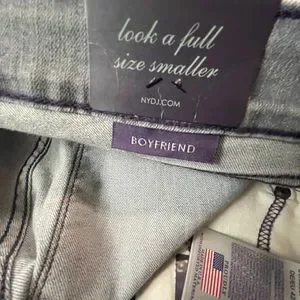 look a full
size smaller
NYDJ.COM
BOYFRIEND